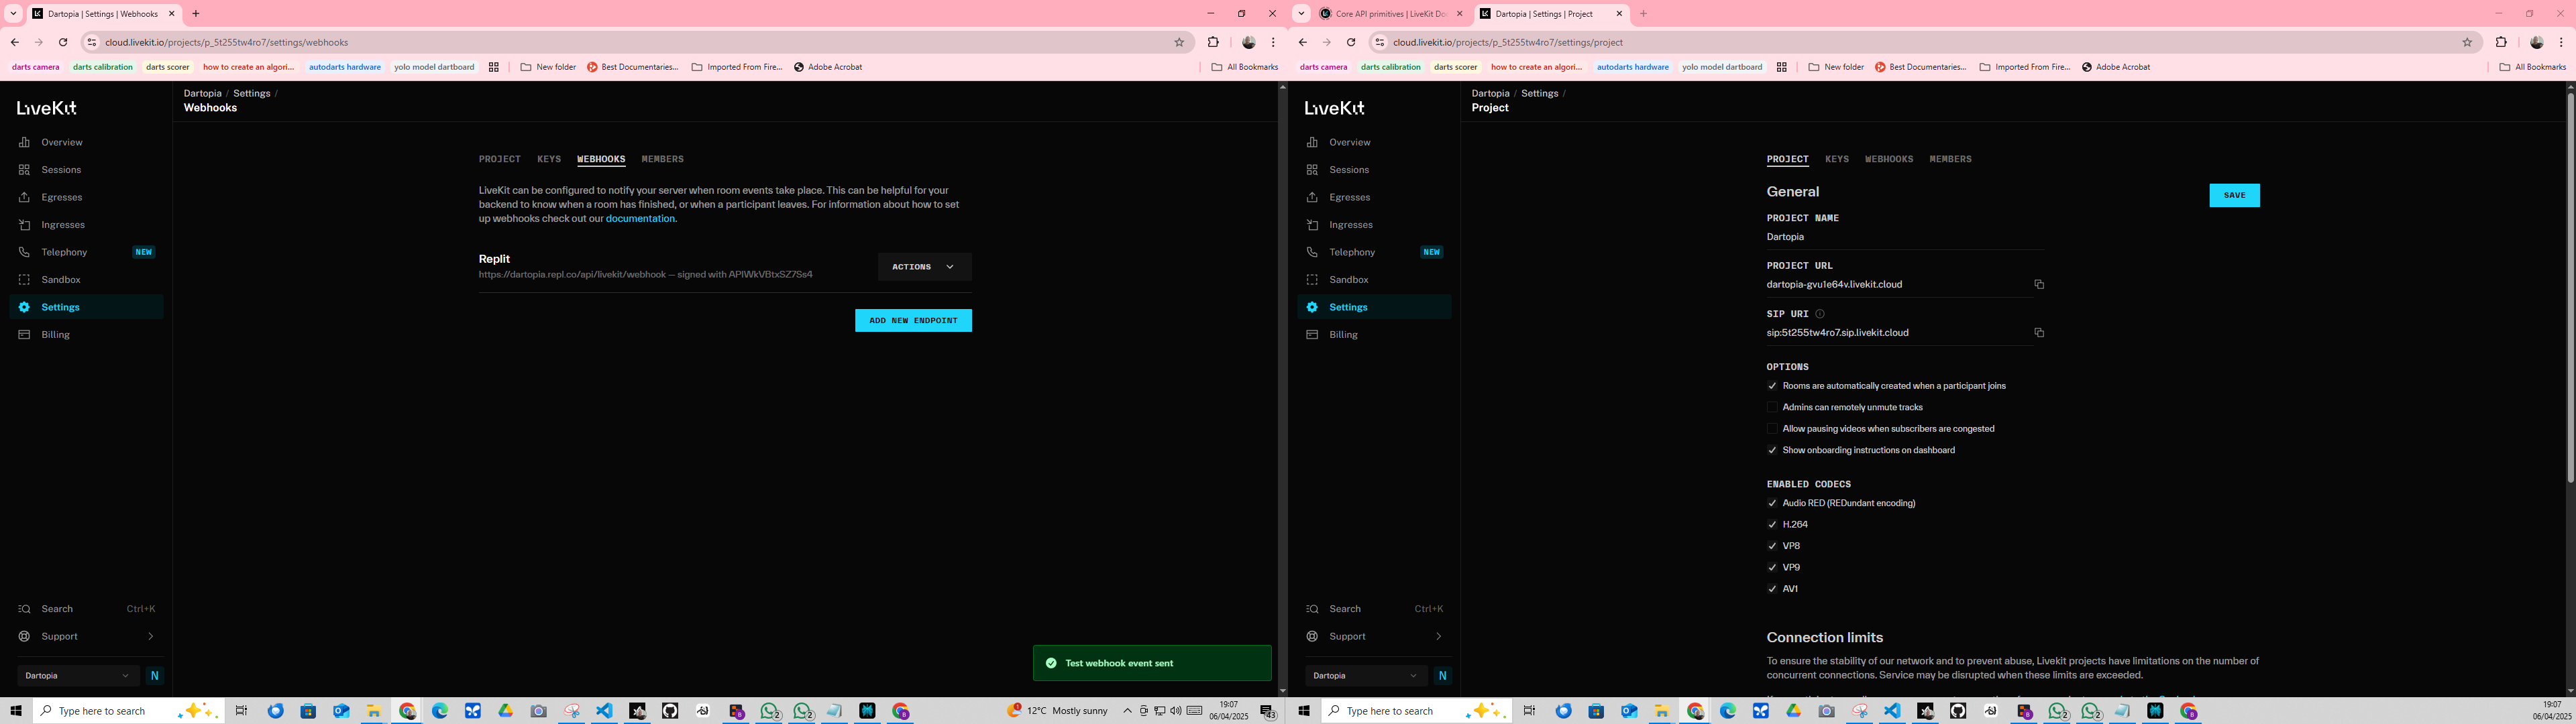 Dartopia | Settings | Webhooks
cloud.livekit.io/projects/p_5t255tw4ro7/settings/webhooks
darts camera
darts calibration
darts scorer
how to create an algori...
autodarts hardware
yolo model dartboard
New folder
Best Documentaries...
Imported From Fire...
Adobe Acrobat
All Bookmarks
LiveKit
Overview
Sessions
Egresses
Ingresses
Telephony NEW
Sandbox
Settings
Billing
Search Ctrl+K
Support
Dartopia N
Dartopia / Settings /
Webhooks
PROJECT KEYS WEBHOOKS MEMBERS
LiveKit can be configured to notify your server when room events take place. This can be helpful for your
backend to know when a room has finished, or when a participant leaves. For information about how to set
up webhooks check out our documentation.
Replit
https://dartopia.repl.co/api/livekit/webhook — signed with APIWkVBtxSZ7Ss4
ACTIONS
ADD NEW ENDPOINT
Test webhook event sent
Type here to search
12°C Mostly sunny
19:07
06/04/2025
43
Core API primitives | LiveKit Do
Dartopia | Settings | Project
cloud.livekit.io/projects/p_5t255tw4ro7/settings/project
darts camera
darts calibration
darts scorer
how to create an algori...
autodarts hardware
yolo model dartboard
New folder
Best Documentaries...
Imported From Fire...
Adobe Acrobat
All Bookmarks
LiveKit
Overview
Sessions
Egresses
Ingresses
Telephony NEW
Sandbox
Settings
Billing
Search Ctrl+K
Support
Dartopia N
Dartopia / Settings /
Project
PROJECT KEYS WEBHOOKS MEMBERS
General
SAVE
PROJECT NAME
Dartopia
PROJECT URL
dartopia-gvu1e64v.livekit.cloud
SIP URI
sip:5t255tw4ro7.sip.livekit.cloud
OPTIONS
Rooms are automatically created when a participant joins
Admins can remotely unmute tracks
Allow pausing videos when subscribers are congested
Show onboarding instructions on dashboard
ENABLED CODECS
Audio RED (REDundant encoding)
H.264
VP8
VP9
AV1
Connection limits
To ensure the stability of our network and to prevent abuse, Livekit projects have limitations on the number of
concurrent connections. Service may be disrupted when these limits are exceeded.
Type here to search
19:07
06/04/2025